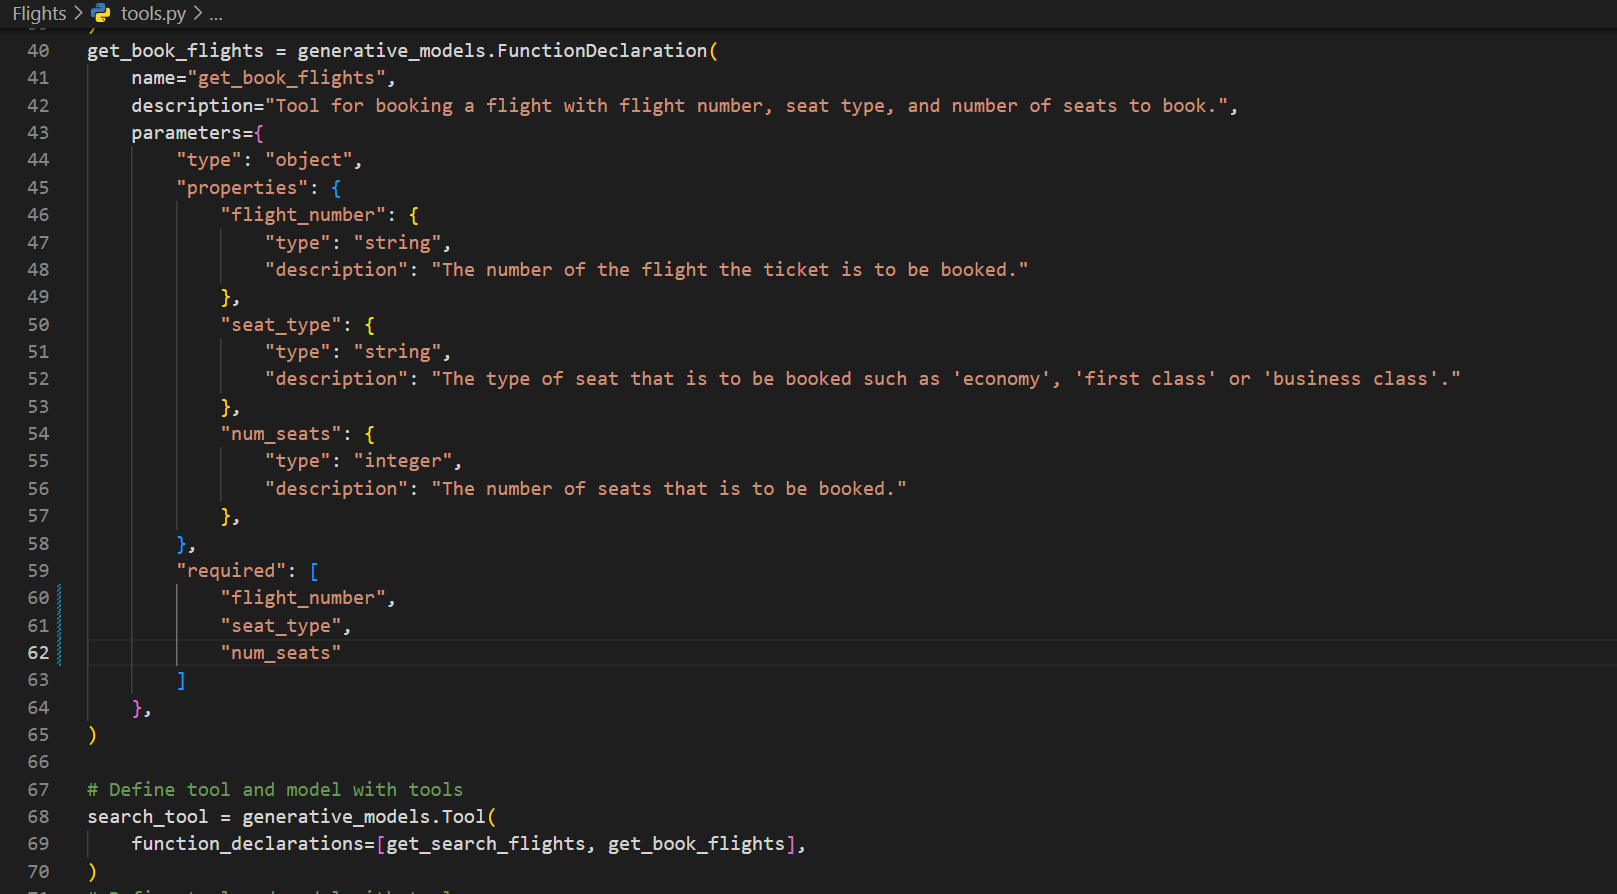 Flights > tools.py > ...
40 get_book_flights = generative_models.FunctionDeclaration(
41     name="get_book_flights",
42     description="Tool for booking a flight with flight number, seat type, and number of seats to book.",
43     parameters={
44         "type": "object",
45         "properties": {
46             "flight_number": {
47                 "type": "string",
48                 "description": "The number of the flight the ticket is to be booked."
49             },
50             "seat_type": {
51                 "type": "string",
52                 "description": "The type of seat that is to be booked such as 'economy', 'first class' or 'business class'."
53             },
54             "num_seats": {
55                 "type": "integer",
56                 "description": "The number of seats that is to be booked."
57             },
58         },
59         "required": [
60             "flight_number",
61             "seat_type",
62             "num_seats"
63         ]
64     },
65 )
66
67 # Define tool and model with tools
68 search_tool = generative_models.Tool(
69     function_declarations=[get_search_flights, get_book_flights],
70 )